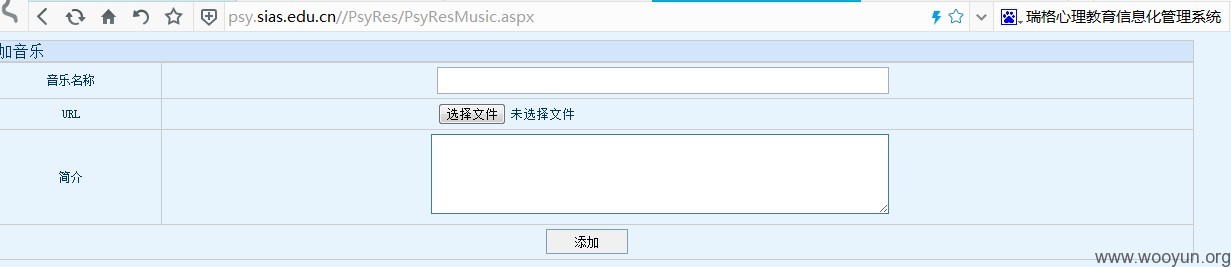 psy.sias.edu.cn//PsyRes/PsyResMusic.aspx
瑞格心理教育信息化管理系统
加音乐
音乐名称
URL
选择文件 未选择文件
简介
添加
www.wooyun.org